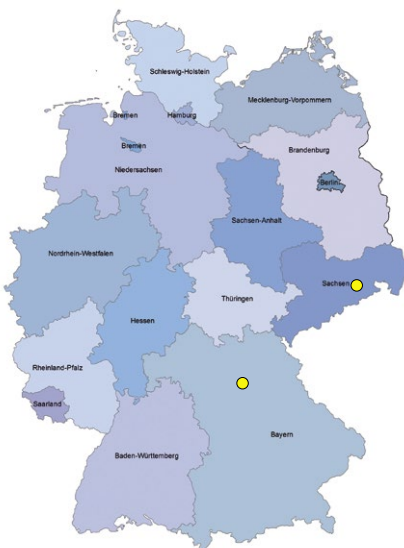 Schleswig-Holstein
Mecklenburg-Vorpommern
Bremen
Hamburg
Bremen
Brandenburg
Niedersachsen
Berlin
Sachsen-Anhalt
Nordrhein-Westfalen
Sachsen
Thüringen
Hessen
Rheinland-Pfalz
Saarland
Bayern
Baden-Württemberg